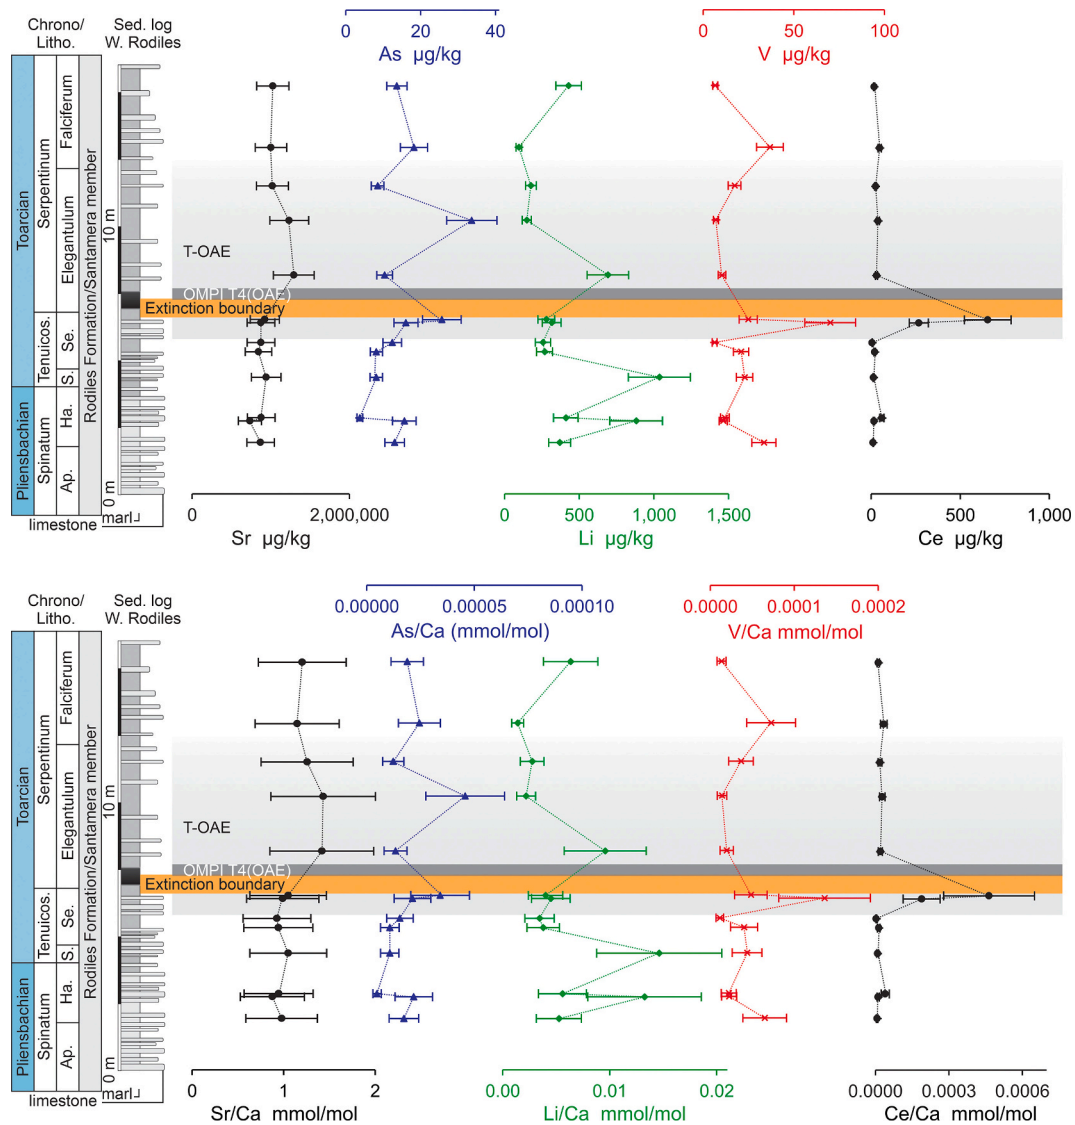 Chrono/ Litho.
Sed. log W. Rodiles
0 20 40
As µg/kg
0 50 100
V µg/kg
Toarcian
Pliensbachian
Serpentinum
Tenuicos.
Spinatum
Falciferum
Elegantulum
Se.
S.
Ha.
Ap.
Rodiles Formation/Santamera member
10 m
0 m
limestone
marl
T-OAE
OMPI T4(OAE)
Extinction boundary
0 2,000,000
Sr µg/kg
0 500 1,000 1,500
Li µg/kg
0 500 1,000
Ce µg/kg
Chrono/ Litho.
Sed. log W. Rodiles
0.00000 0.00005 0.00010
As/Ca (mmol/mol)
0.0000 0.0001 0.0002
V/Ca mmol/mol
Toarcian
Pliensbachian
Serpentinum
Tenuicos.
Spinatum
Falciferum
Elegantulum
Se.
S.
Ha.
Ap.
Rodiles Formation/Santamera member
10 m
0 m
limestone
marl
T-OAE
OMPI T4(OAE)
Extinction boundary
0 1 2
Sr/Ca mmol/mol
0.00 0.01 0.02
Li/Ca mmol/mol
0.0000 0.0003 0.0006
Ce/Ca mmol/mol